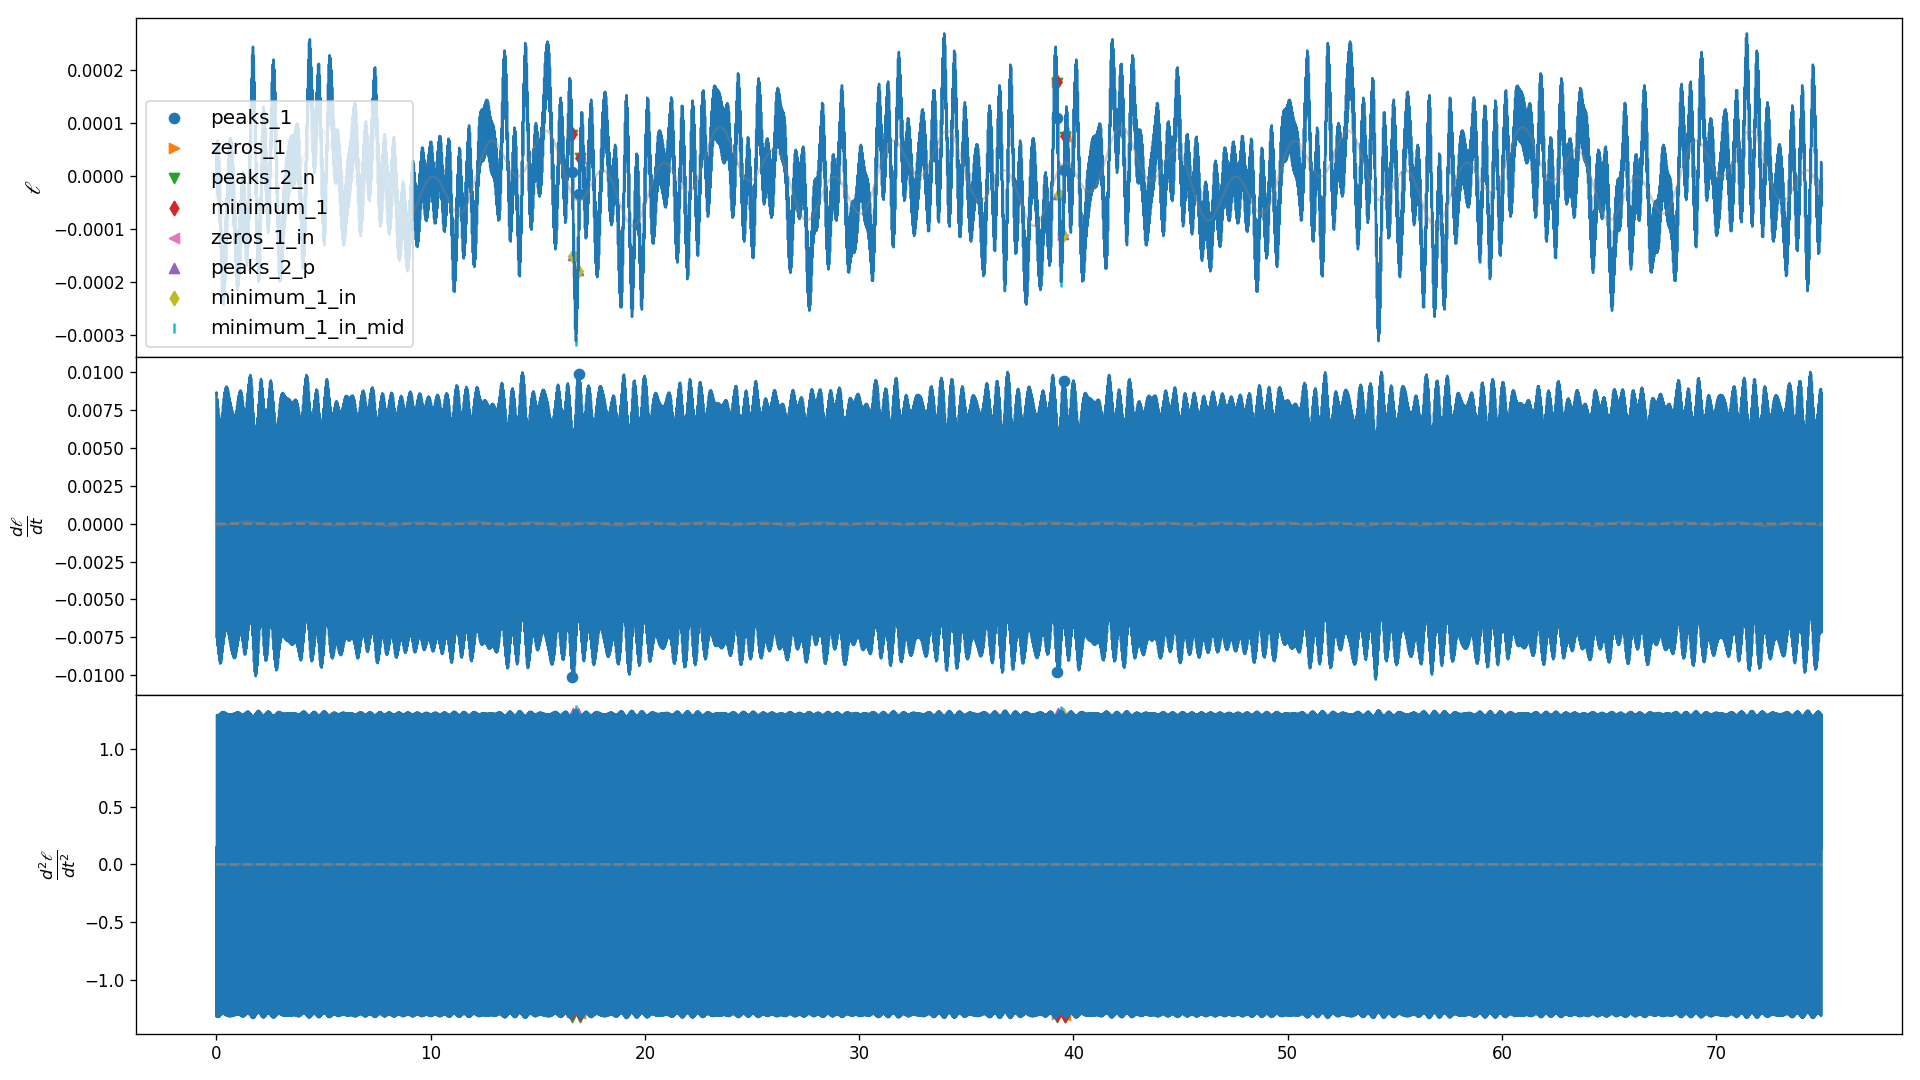 0.0002
0.0001
0.0000
−0.0001
−0.0002
−0.0003
ℓ
peaks_1
zeros_1
peaks_2_n
minimum_1
zeros_1_in
peaks_2_p
minimum_1_in
minimum_1_in_mid
0.0100
0.0075
0.0050
0.0025
0.0000
−0.0025
−0.0050
−0.0075
−0.0100
dℓ/dt
1.0
0.5
0.0
−0.5
−1.0
d²ℓ/dt²
0 10 20 30 40 50 60 70